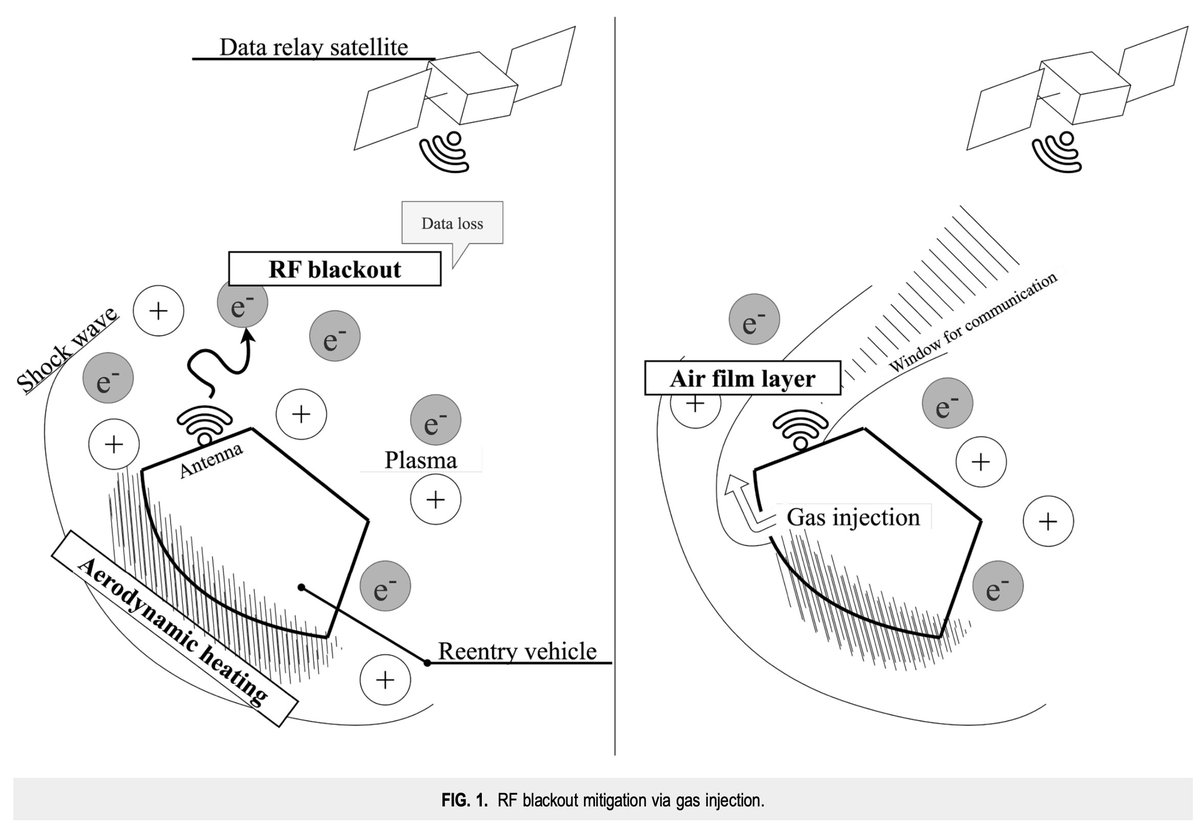 Data relay satellite
Data loss
RF blackout
+
e-
e-
Shock wave
e-
+
+
e-
Antenna
Plasma
+
Aerodynamic heating
e-
Reentry vehicle
+
Window for communication
e-
Air film layer
+
e-
+
Gas injection
+
e-
FIG. 1. RF blackout mitigation via gas injection.